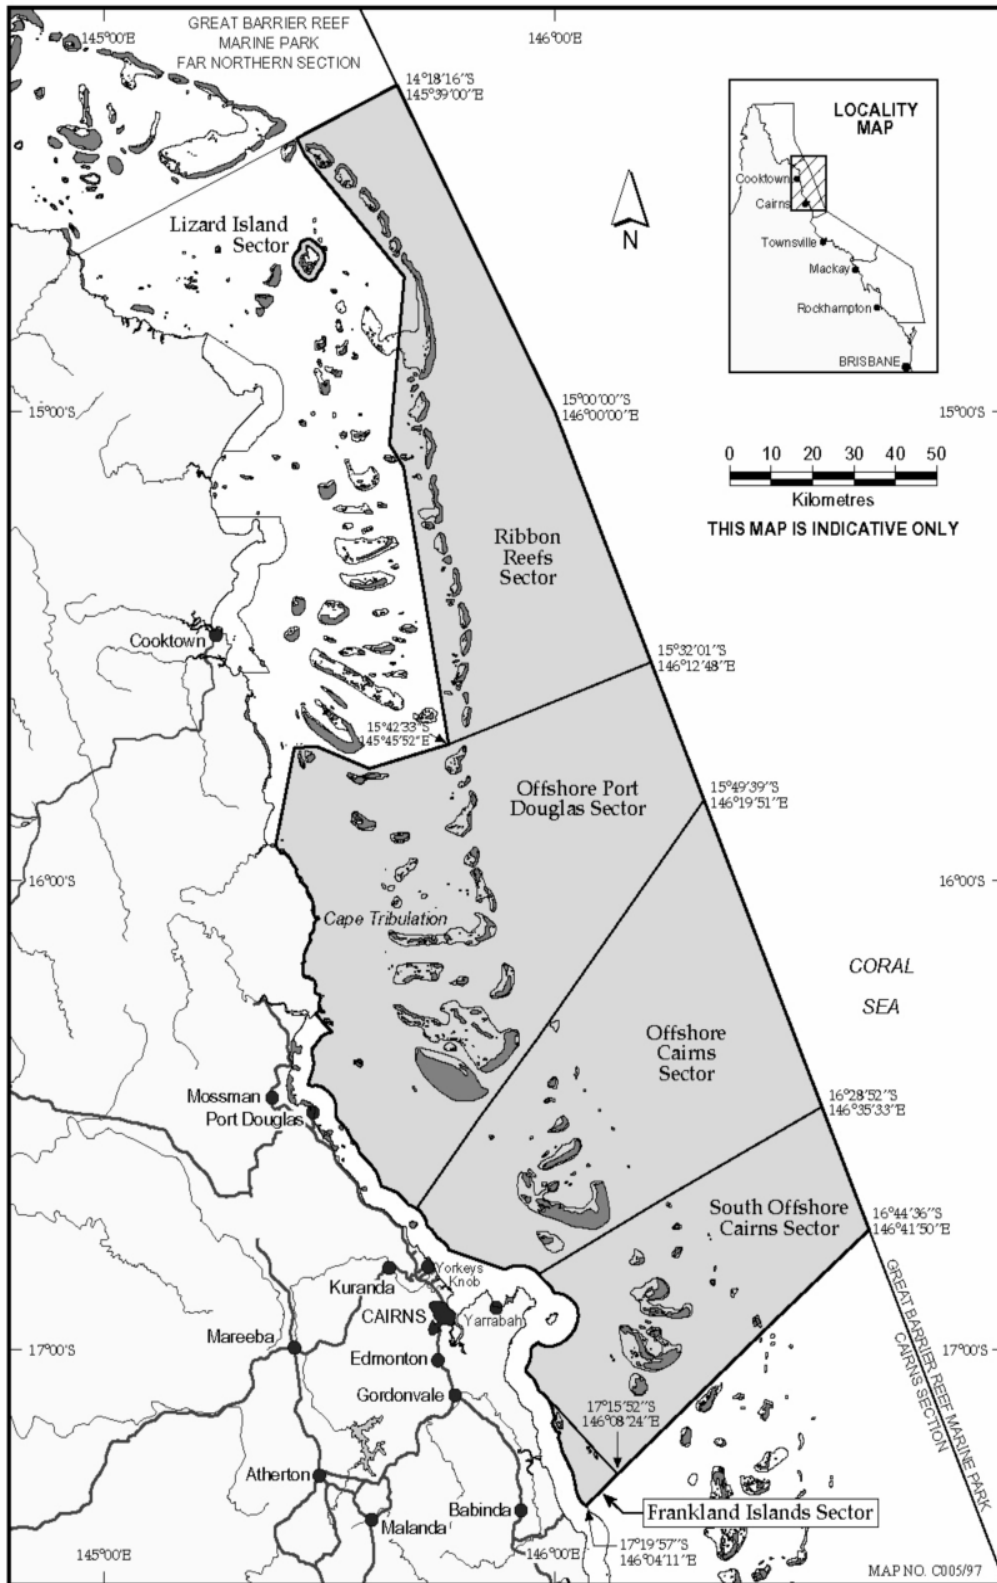 145°00'E
GREAT BARRIER REEF
MARINE PARK
FAR NORTHERN SECTION
146°00'E
14°18'16''S
145°39'00''E
LOCALITY
MAP
Cooktown
Cairns
Townsville
Mackay
Rockhampton
BRISBANE
N
Lizard Island
Sector
15°00'S
15°00'00''S
146°00'00''E
15°00'S
0 10 20 30 40 50
Kilometres
THIS MAP IS INDICATIVE ONLY
Ribbon
Reefs
Sector
Cooktown
15°32'01''S
146°12'48''E
15°42'33''S
145°45'52''E
Offshore Port
Douglas Sector
15°49'39''S
146°19'51''E
16°00'S
16°00'S
Cape Tribulation
CORAL
SEA
Offshore
Cairns
Sector
Mossman
Port Douglas
16°28'52''S
146°35'33''E
South Offshore
Cairns Sector
16°44'36''S
146°41'50''E
Kuranda
Yorkeys
Knob
CAIRNS
Yarrabah
Mareeba
17°00'S
Edmonton
17°00'S
Gordonvale
GREAT BARRIER REEF MARINE PARK
CAIRNS SECTION
17°15'52''S
146°08'24''E
Atherton
Babinda
Malanda
Frankland Islands Sector
17°19'57''S
146°04'11''E
145°00'E
146°00'E
MAP NO. C005/97